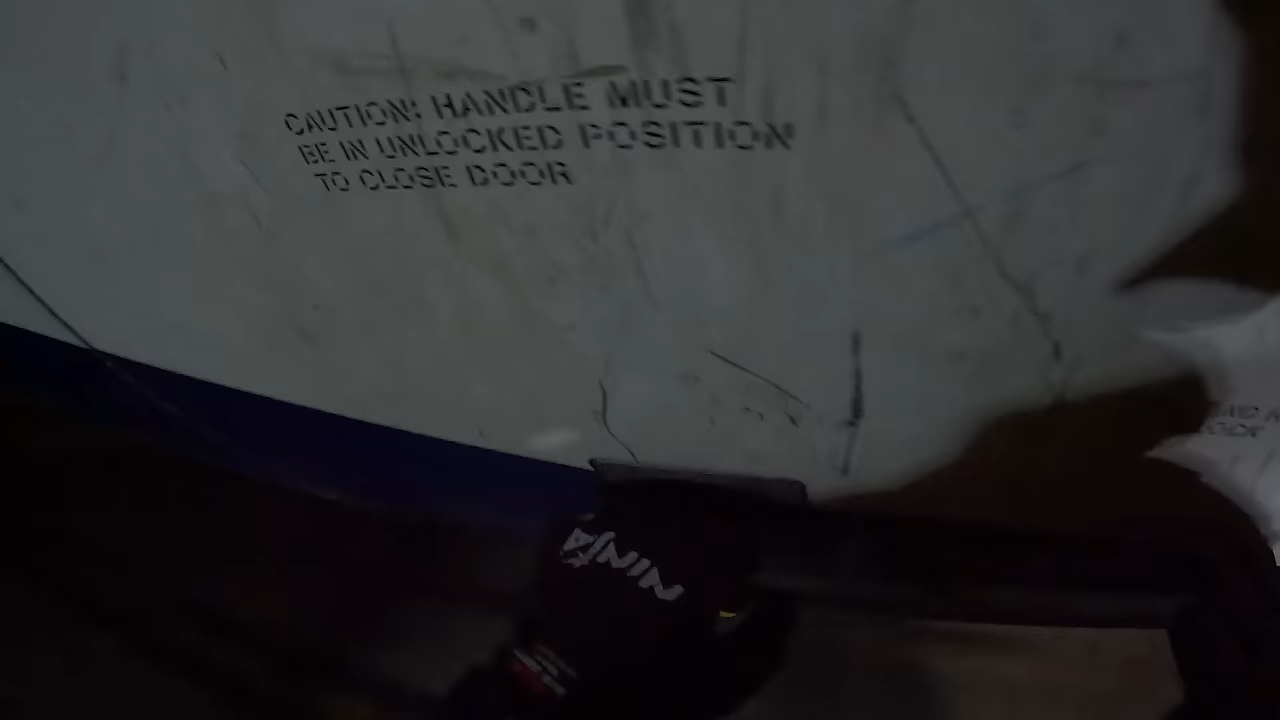 CAUTION: HANDLE MUST
BE IN UNLOCKED POSITION
TO CLOSE DOOR
NINJA